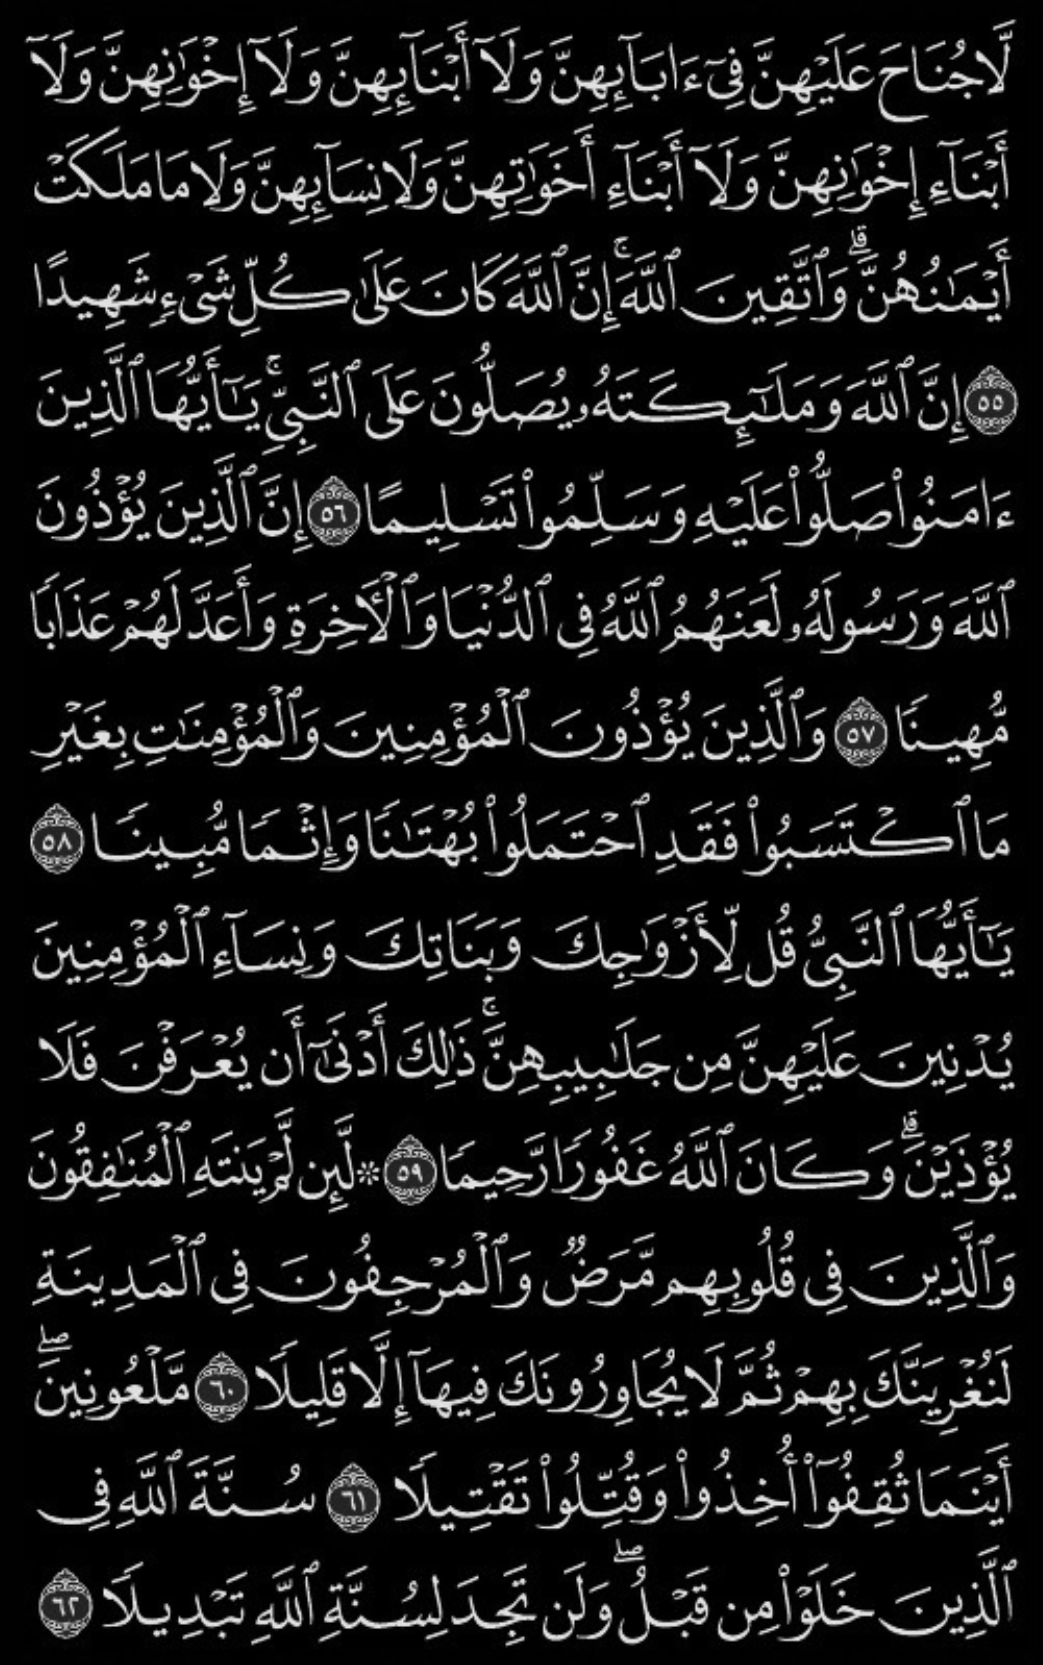 لَّا جُنَاحَ عَلَيْهِنَّ فِىٓ ءَابَآئِهِنَّ وَلَآ أَبْنَآئِهِنَّ وَلَآ إِخْوَٰنِهِنَّ وَلَآ
أَبْنَآءِ إِخْوَٰنِهِنَّ وَلَآ أَبْنَآءِ أَخَوَٰتِهِنَّ وَلَا نِسَآئِهِنَّ وَلَا مَا مَلَكَتْ
أَيْمَـٰنُهُنَّ ۗ وَٱتَّقِينَ ٱللَّهَ ۚ إِنَّ ٱللَّهَ كَانَ عَلَىٰ كُلِّ شَىْءٍ شَهِيدًا
٥٥ إِنَّ ٱللَّهَ وَمَلَـٰٓئِكَتَهُۥ يُصَلُّونَ عَلَى ٱلنَّبِىِّ ۚ يَـٰٓأَيُّهَا ٱلَّذِينَ
ءَامَنُوا۟ صَلُّوا۟ عَلَيْهِ وَسَلِّمُوا۟ تَسْلِيمًا ٥٦ إِنَّ ٱلَّذِينَ يُؤْذُونَ
ٱللَّهَ وَرَسُولَهُۥ لَعَنَهُمُ ٱللَّهُ فِى ٱلدُّنْيَا وَٱلْـَٔاخِرَةِ وَأَعَدَّ لَهُمْ عَذَابًا
مُّهِينًا ٥٧ وَٱلَّذِينَ يُؤْذُونَ ٱلْمُؤْمِنِينَ وَٱلْمُؤْمِنَـٰتِ بِغَيْرِ
مَا ٱكْتَسَبُوا۟ فَقَدِ ٱحْتَمَلُوا۟ بُهْتَـٰنًا وَإِثْمًا مُّبِينًا ٥٨
يَـٰٓأَيُّهَا ٱلنَّبِىُّ قُل لِّأَزْوَٰجِكَ وَبَنَاتِكَ وَنِسَآءِ ٱلْمُؤْمِنِينَ
يُدْنِينَ عَلَيْهِنَّ مِن جَلَـٰبِيبِهِنَّ ۚ ذَٰلِكَ أَدْنَىٰٓ أَن يُعْرَفْنَ فَلَا
يُؤْذَيْنَ ۗ وَكَانَ ٱللَّهُ غَفُورًا رَّحِيمًا ٥٩ * لَّئِن لَّمْ يَنتَهِ ٱلْمُنَـٰفِقُونَ
وَٱلَّذِينَ فِى قُلُوبِهِم مَّرَضٌ وَٱلْمُرْجِفُونَ فِى ٱلْمَدِينَةِ
لَنُغْرِيَنَّكَ بِهِمْ ثُمَّ لَا يُجَاوِرُونَكَ فِيهَآ إِلَّا قَلِيلًا ٦٠ مَّلْعُونِينَ ۖ
أَيْنَمَا ثُقِفُوٓا۟ أُخِذُوا۟ وَقُتِّلُوا۟ تَقْتِيلًا ٦١ سُنَّةَ ٱللَّهِ فِى
ٱلَّذِينَ خَلَوْا۟ مِن قَبْلُ ۖ وَلَن تَجِدَ لِسُنَّةِ ٱللَّهِ تَبْدِيلًا ٦٢